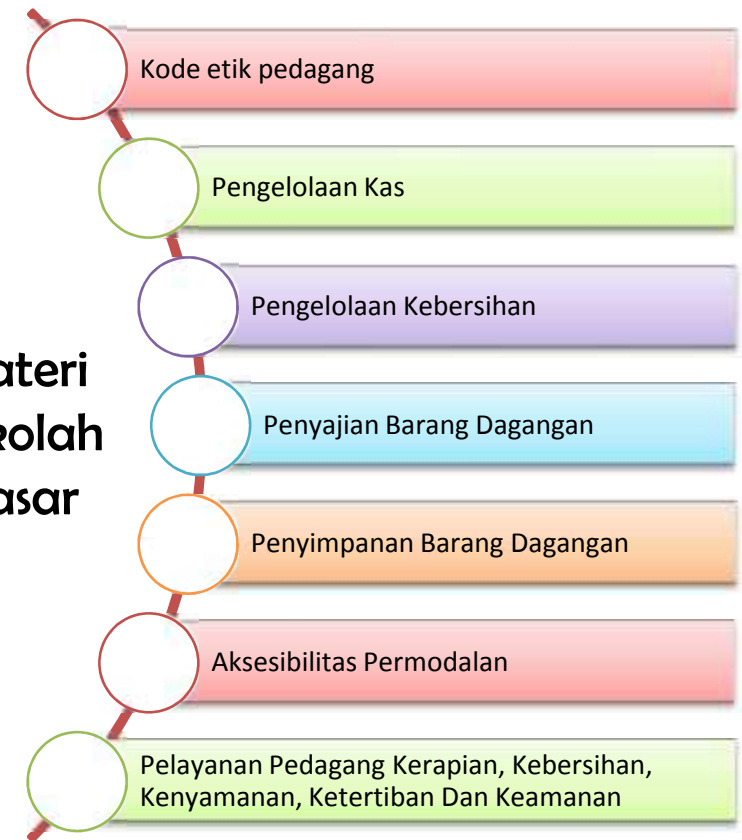 Kode etik pedagang
Pengelolaan Kas
Pengelolaan Kebersihan
ateri
kolah
asar
Penyajian Barang Dagangan
Penyimpanan Barang Dagangan
Aksesibilitas Permodalan
Pelayanan Pedagang Kerapian, Kebersihan,
Kenyamanan, Ketertiban Dan Keamanan